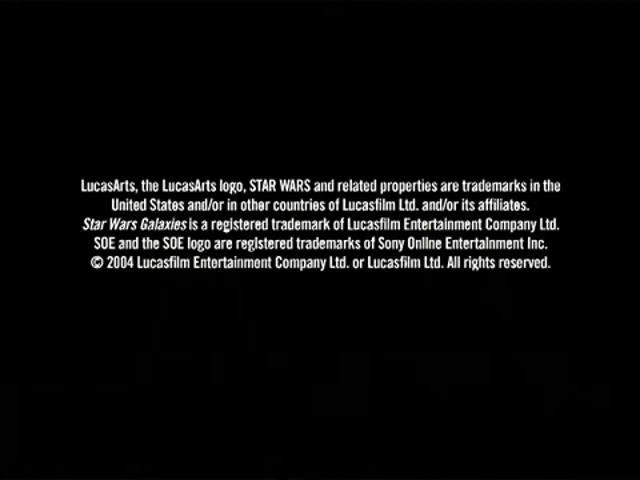 LucasArts, the LucasArts logo, STAR WARS and related properties are trademarks in the
United States and/or in other countries of Lucasfilm Ltd. and/or its affiliates.
Star Wars Galaxies is a registered trademark of Lucasfilm Entertainment Company Ltd.
SOE and the SOE logo are registered trademarks of Sony Online Entertainment Inc.
© 2004 Lucasfilm Entertainment Company Ltd. or Lucasfilm Ltd. All rights reserved.